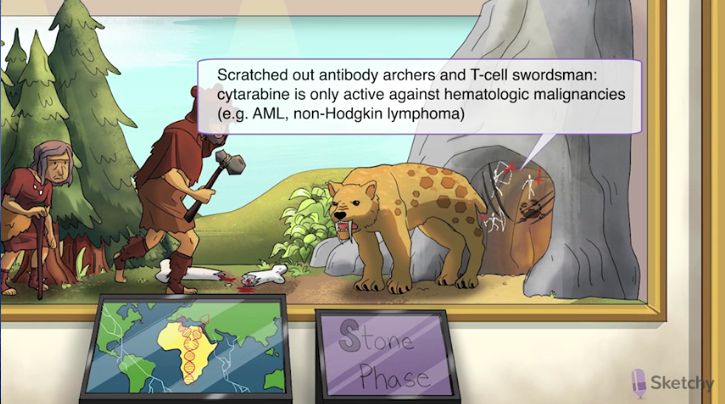 Scratched out antibody archers and T-cell swordsman:
cytarabine is only active against hematologic malignancies
(e.g. AML, non-Hodgkin lymphoma)
Stone
Phase
Sketchy